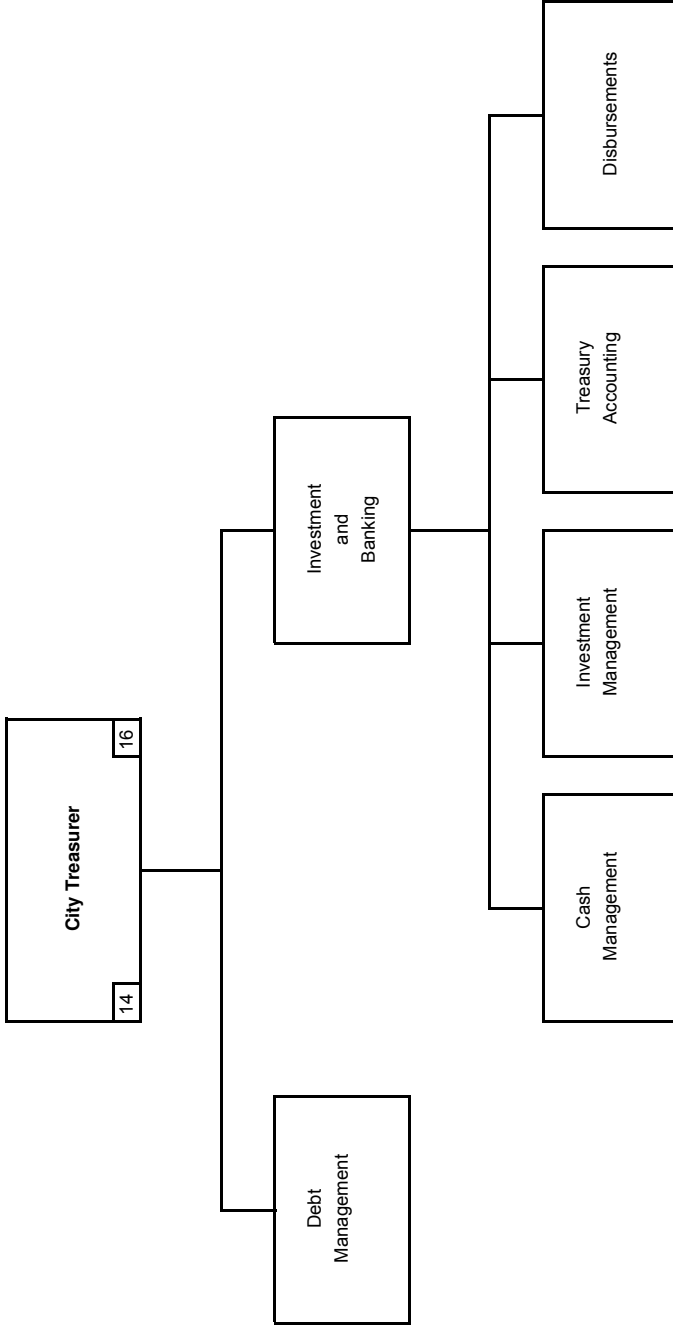 City Treasurer
14
16
Debt
Management
Investment
and
Banking
Cash
Management
Investment
Management
Treasury
Accounting
Disbursements